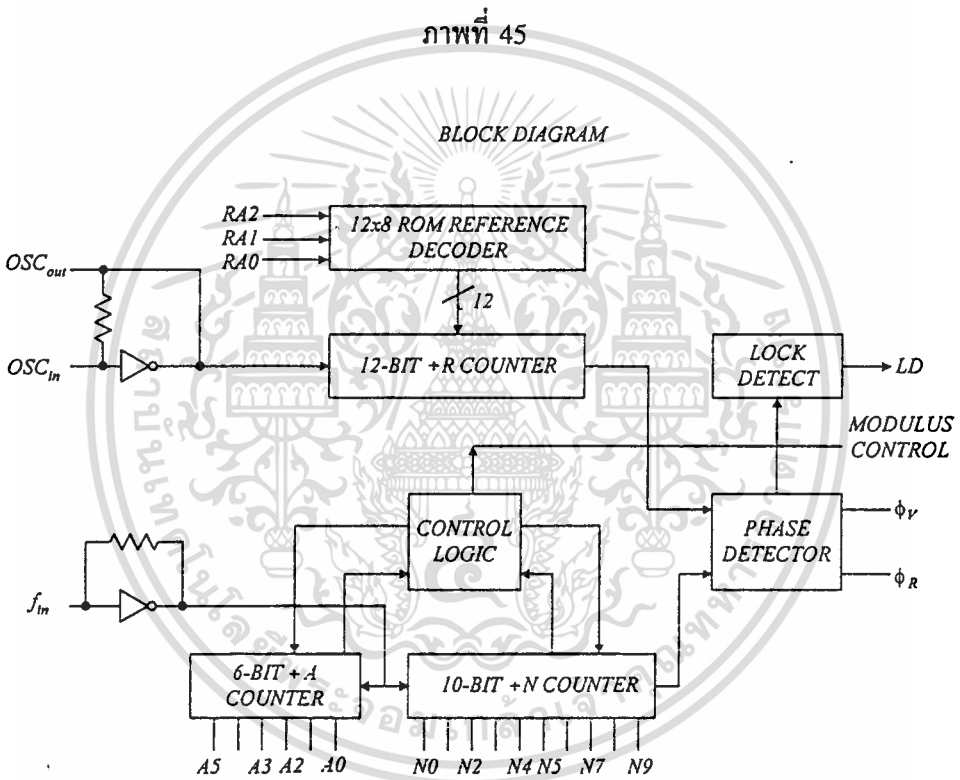 ภาพที่ 45
BLOCK DIAGRAM
RA2
RA1
RA0
12x8 ROM REFERENCE
DECODER
OSCout
12
OSCin
12-BIT +R COUNTER
LOCK
DETECT
LD
MODULUS
CONTROL
CONTROL
LOGIC
PHASE
DETECTOR
ϕV
ϕR
fin
6-BIT + A
COUNTER
10-BIT +N COUNTER
A5 A3 A2 A0 N0 N2 N4 N5 N7 N9